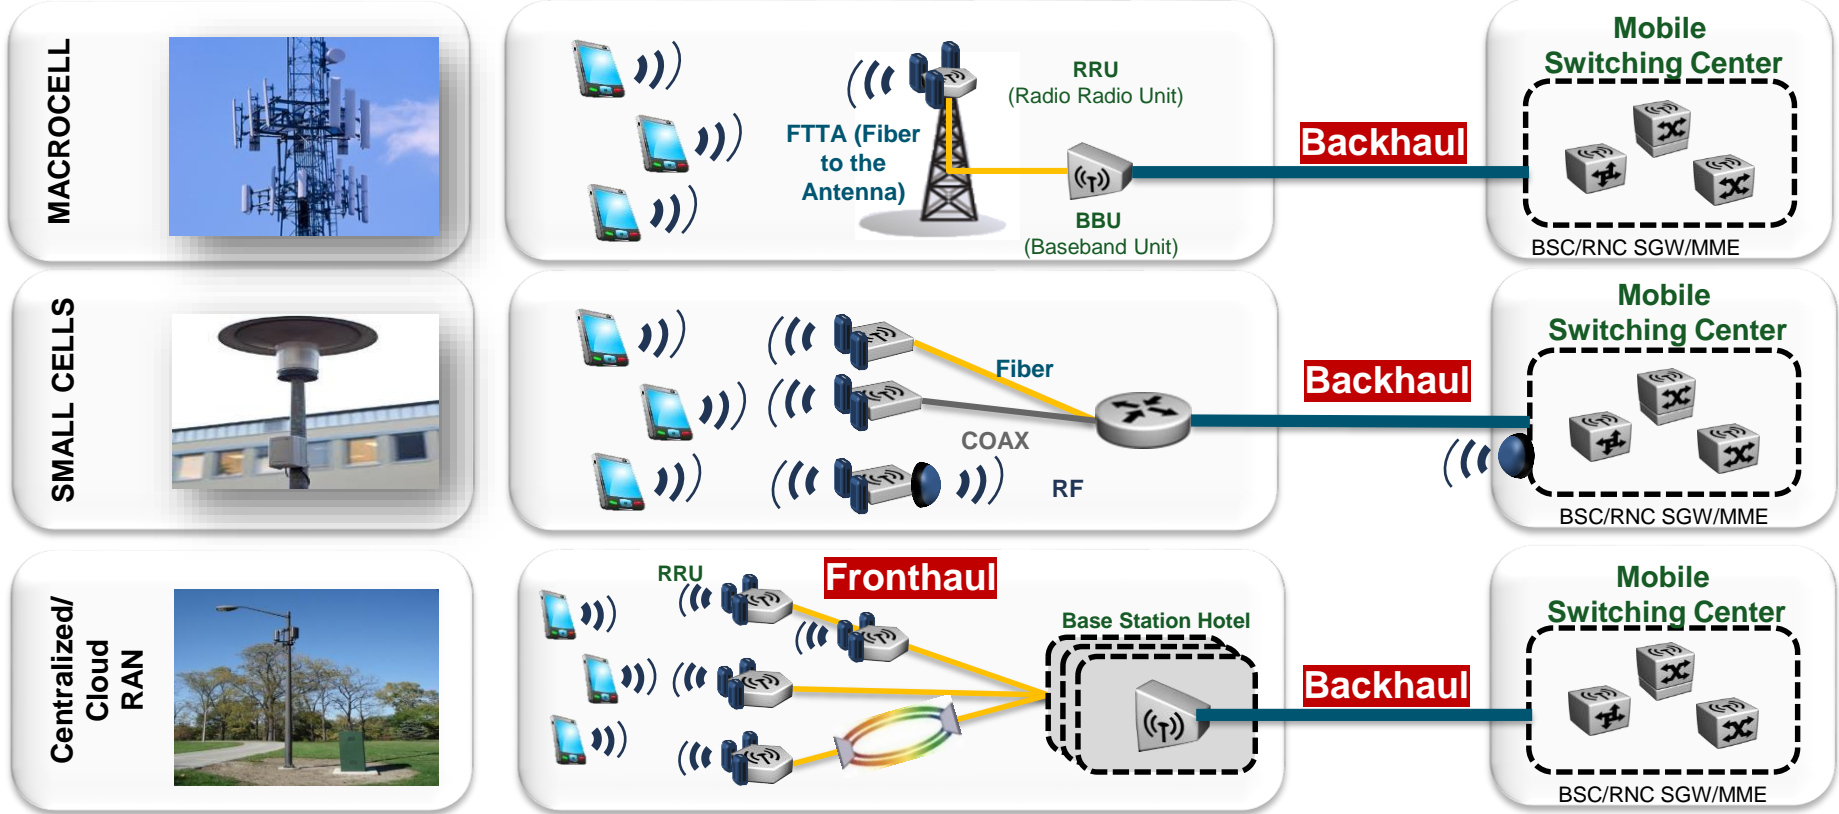 MACROCELL
RRU
(Radio Radio Unit)
FTTA (Fiber
to the
Antenna)
BBU
(Baseband Unit)
Backhaul
Mobile
Switching Center
BSC/RNC SGW/MME
SMALL CELLS
Fiber
COAX
RF
Backhaul
Mobile
Switching Center
BSC/RNC SGW/MME
Centralized/
Cloud
RAN
RRU
Fronthaul
Base Station Hotel
Backhaul
Mobile
Switching Center
BSC/RNC SGW/MME